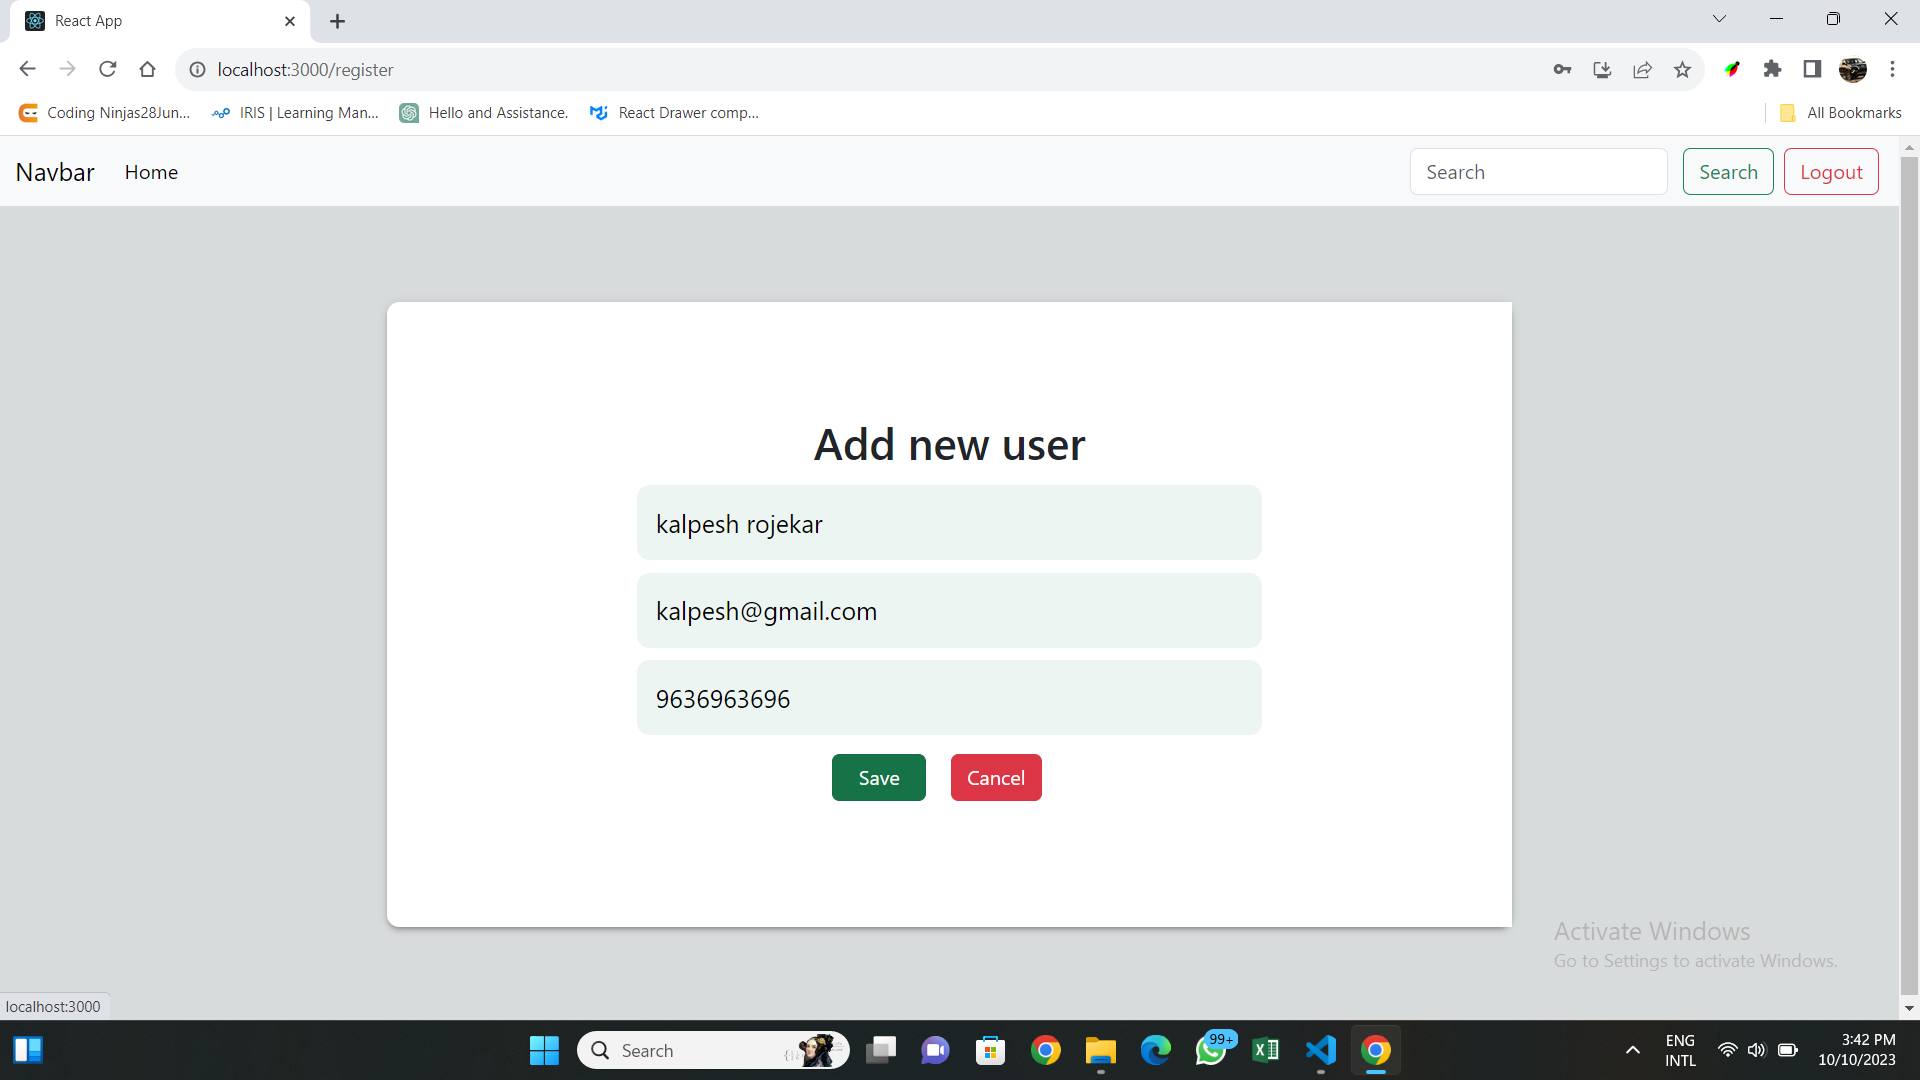 React App
localhost:3000/register
Coding Ninjas28Jun...
IRIS | Learning Man...
Hello and Assistance.
React Drawer comp...
All Bookmarks
Navbar
Home
Search
Search
Logout
Add new user
kalpesh rojekar
kalpesh@gmail.com
9636963696
Save
Cancel
Activate Windows
Go to Settings to activate Windows.
localhost:3000
Search
99+
ENG
INTL
3:42 PM
10/10/2023